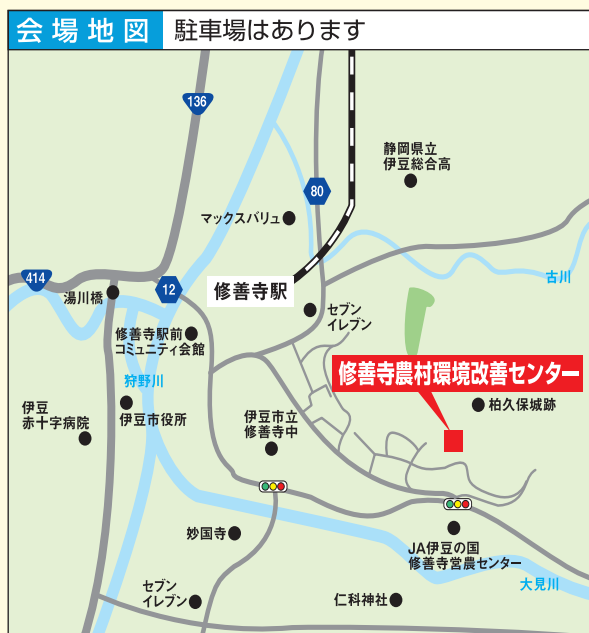 会場地図
駐車場はあります
136
静岡県立
伊豆総合高
80
マックスバリュ
414
12
修善寺駅
古川
湯川橋
セブン
イレブン
修善寺駅前
コミュニティ会館
修善寺農村環境改善センター
狩野川
伊豆
赤十字病院
伊豆市役所
伊豆市立
修善寺中
柏久保城跡
妙国寺
JA伊豆の国
修善寺営農センター
大見川
セブン
イレブン
仁科神社